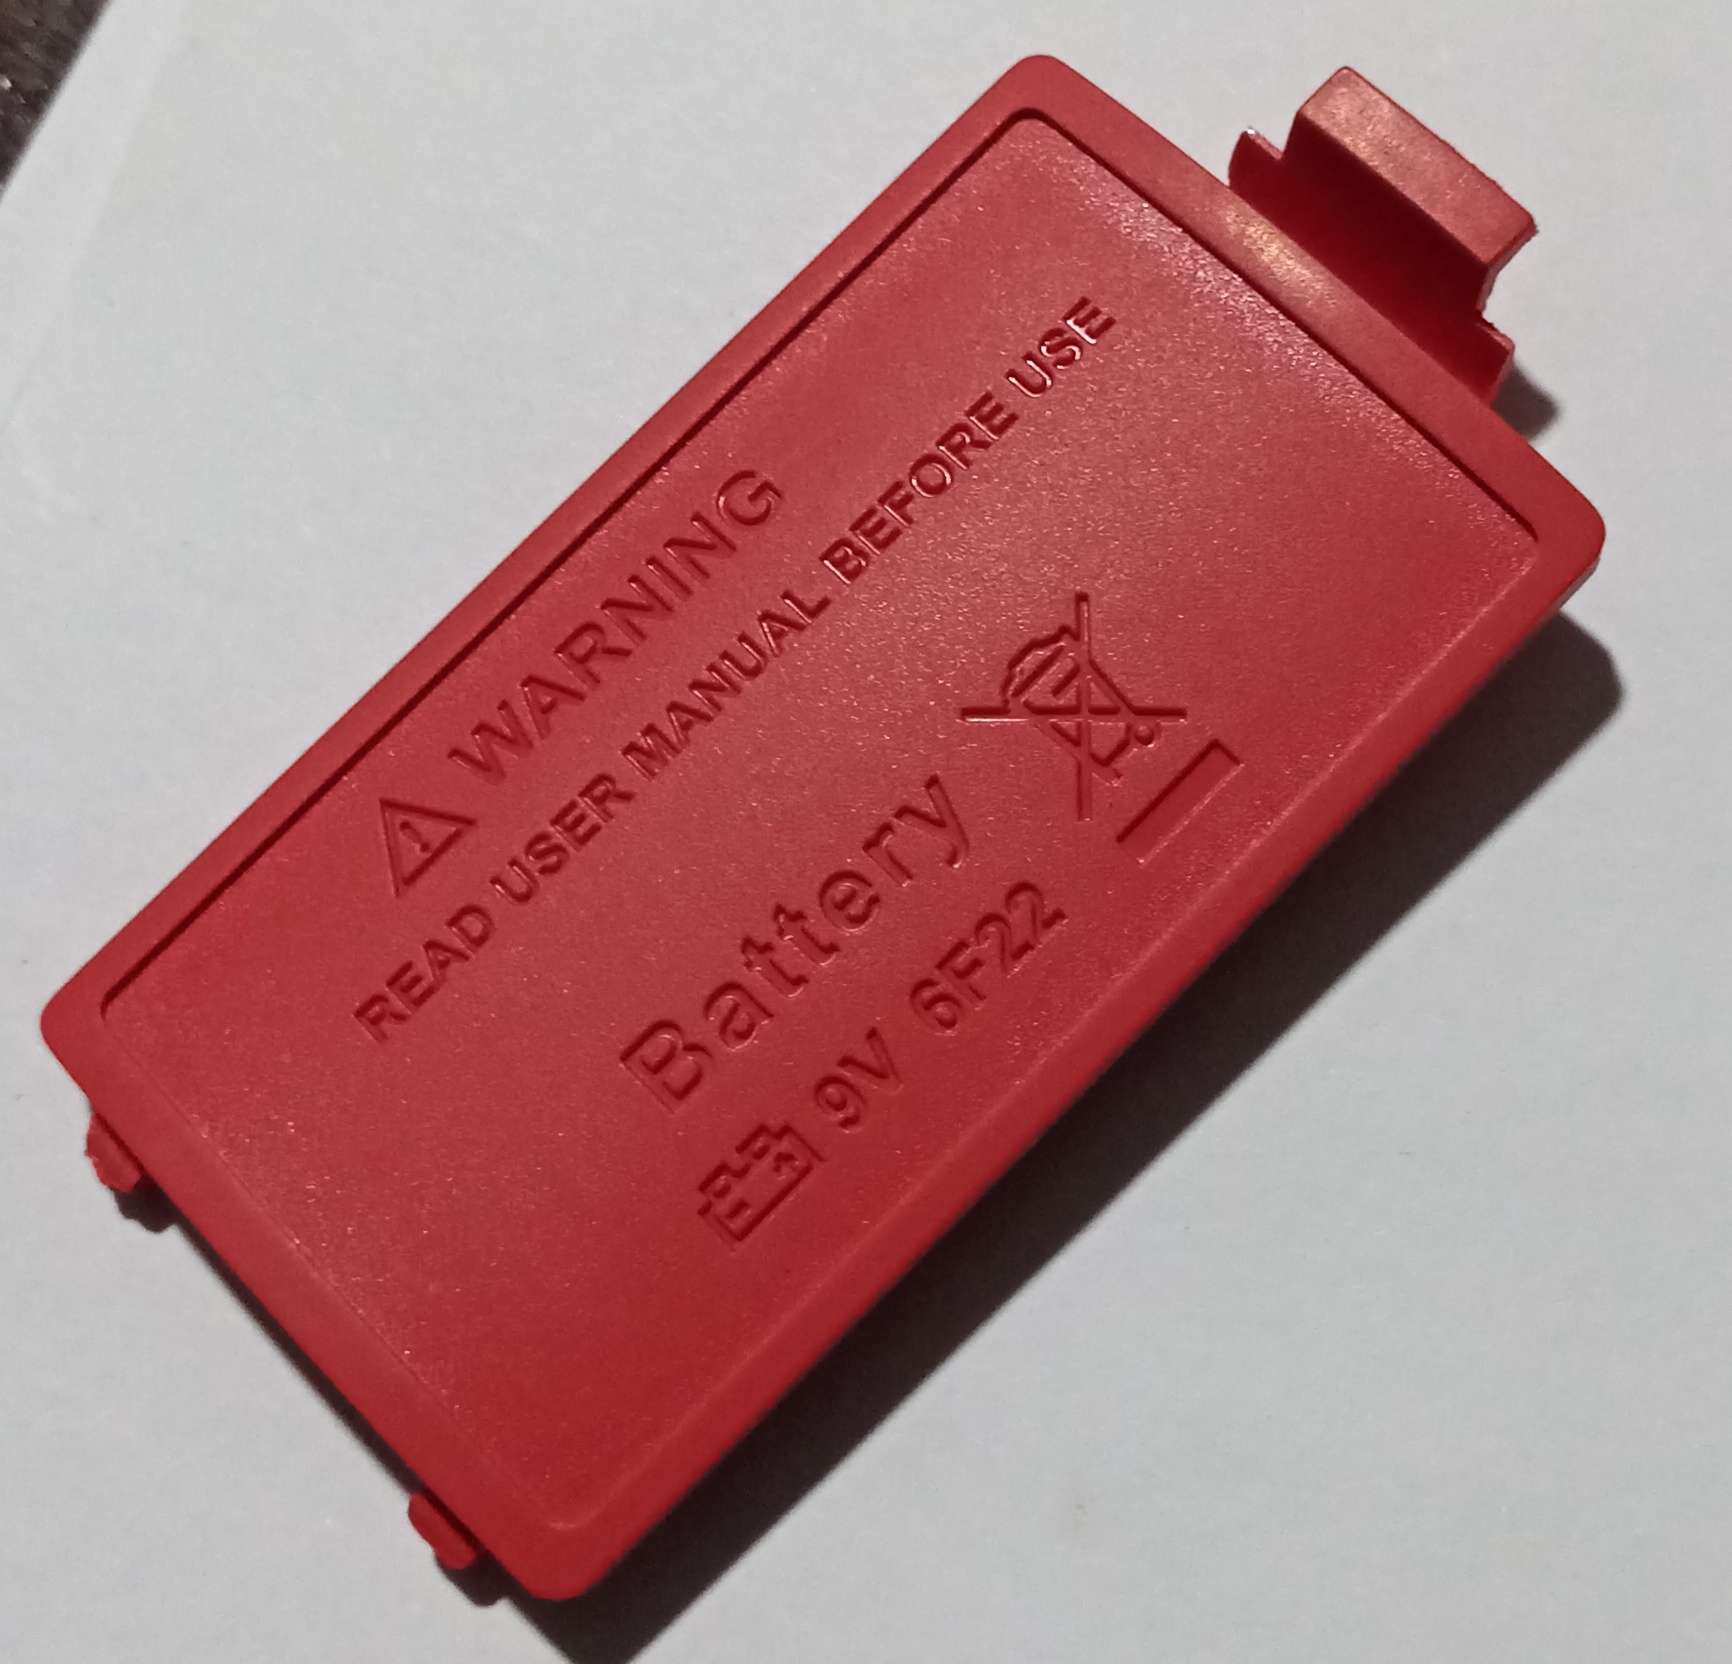 WARNING
READ USER MANUAL BEFORE USE
Battery
9V 6F22